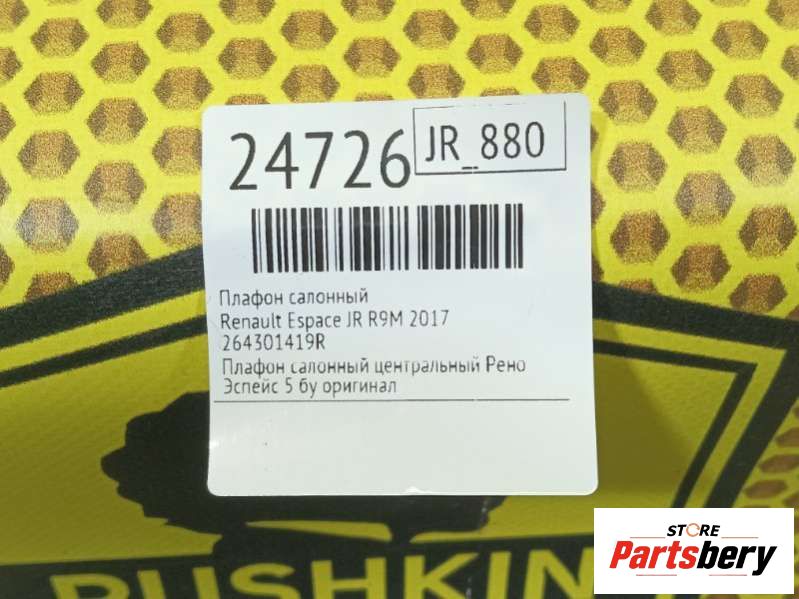 24726
JR_880
Плафон салонный
Renault Espace JR R9M 2017
264301419R
Плафон салонный центральный Рено
Эспейс 5 бу оригинал
PUSHKIN
STORE
Partsbery